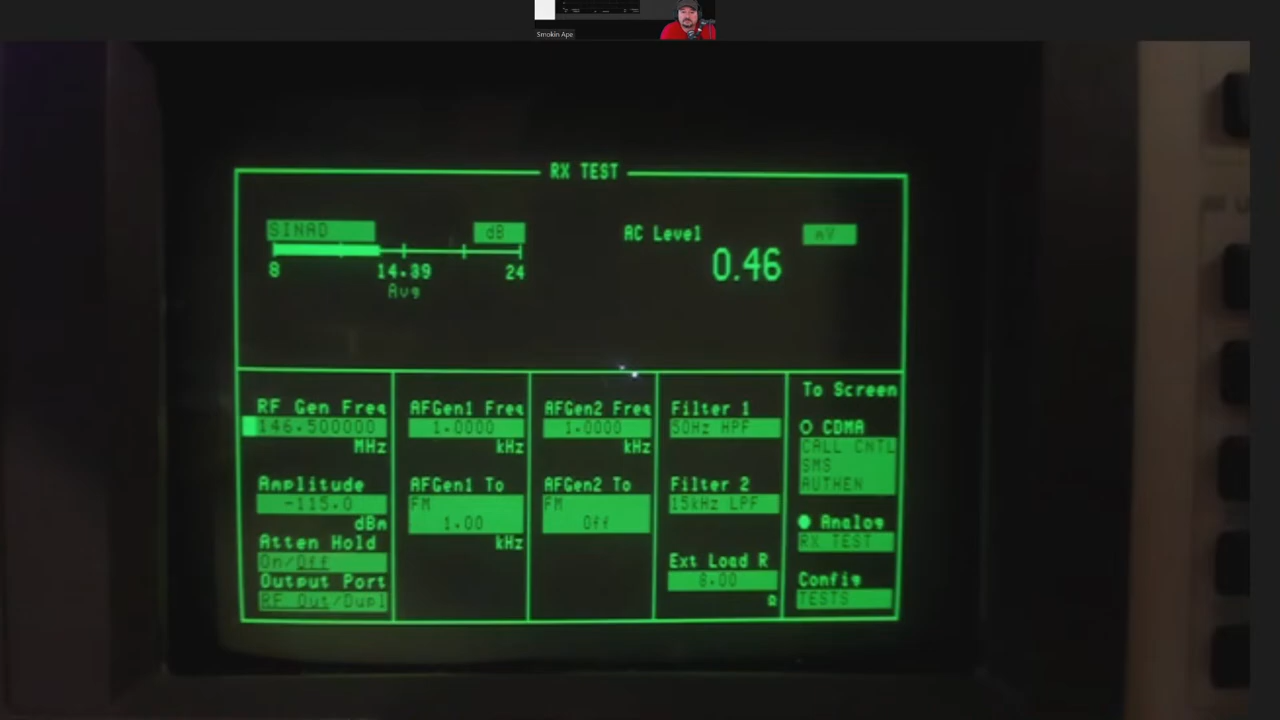 Smokin Ape
RX TEST
SINAD dB
8 14.39 24
Avg
AC Level mV
0.46
RF Gen Freq
146.500000
MHz
Amplitude
-115.0
dBm
Atten Hold
On/Off
Output Port
RF Out/Dupl
AFGen1 Freq
1.0000
kHz
AFGen1 To
FM
1.00
kHz
AFGen2 Freq
1.0000
kHz
AFGen2 To
FM
Off
Filter 1
50Hz HPF
Filter 2
15kHz LPF
Ext Load R
8.00
Ω
To Screen
CDMA
CALL CNTL
SMS
AUTHEN
Analog
RX TEST
Config
TESTS